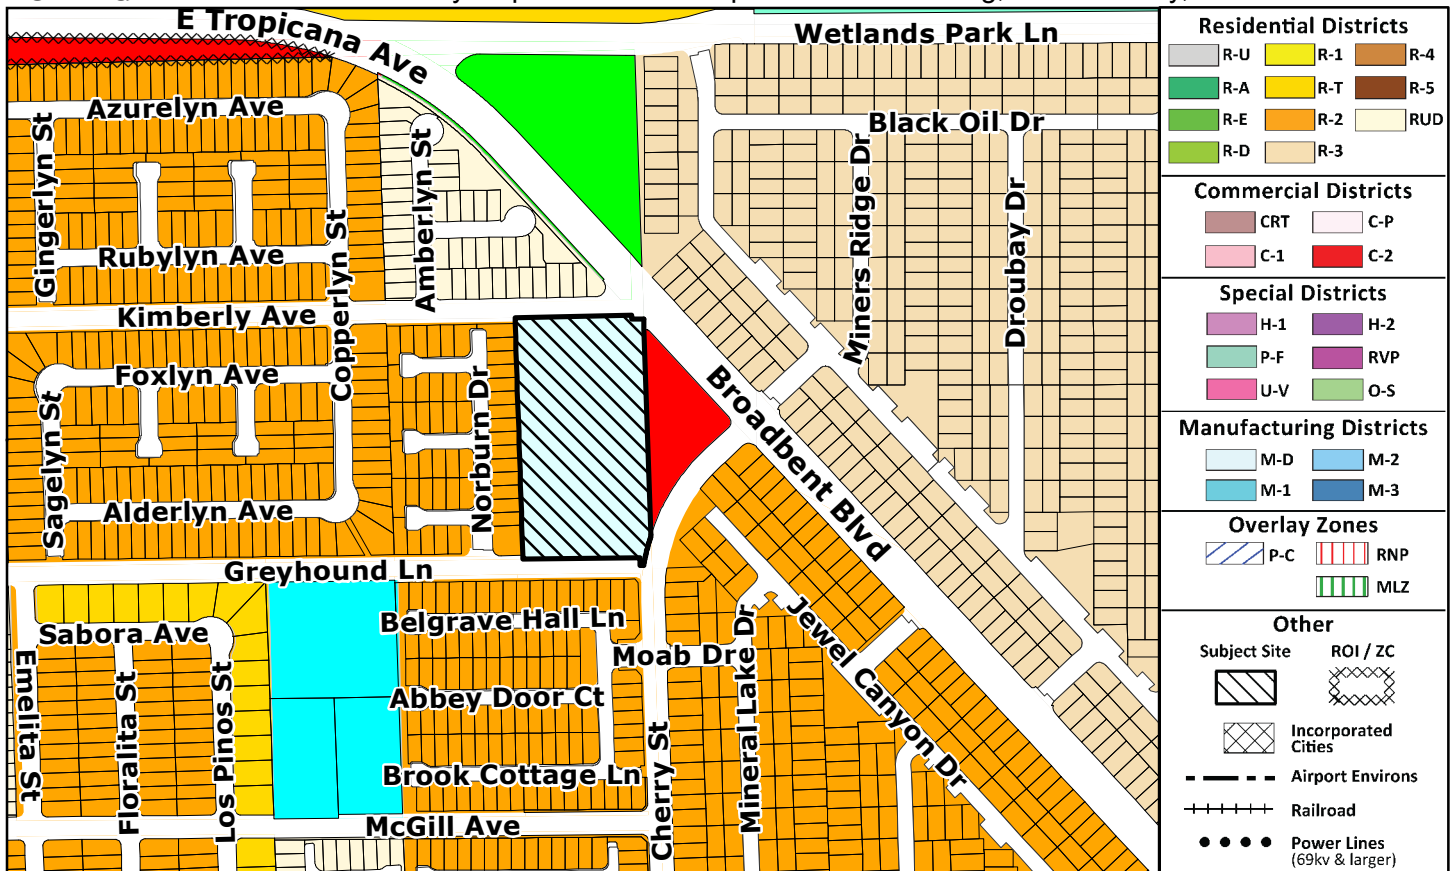 E Tropicana Ave
Wetlands Park Ln
Azurelyn Ave
Black Oil Dr
Gingerlyn St
Amberlyn St
Miners Ridge Dr
Droubay Dr
Rubylyn Ave
Copperlyn St
Kimberly Ave
Foxlyn Ave
Norburn Dr
Broadbent Blvd
Sagelyn St
Alderlyn Ave
Greyhound Ln
Belgrave Hall Ln
Sabora Ave
Moab Dr
Jewel Canyon Dr
Emelita St
Floralita St
Los Pinos St
Abbey Door Ct
Mineral Lake Dr
Cherry St
Brook Cottage Ln
McGill Ave
Residential Districts
R-U R-1 R-4
R-A R-T R-5
R-E R-2 RUD
R-D R-3
Commercial Districts
CRT C-P
C-1 C-2
Special Districts
H-1 H-2
P-F RVP
U-V O-S
Manufacturing Districts
M-D M-2
M-1 M-3
Overlay Zones
P-C RNP
MLZ
Other
Subject Site ROI / ZC
Incorporated
Cities
Airport Environs
Railroad
Power Lines
(69kv & larger)